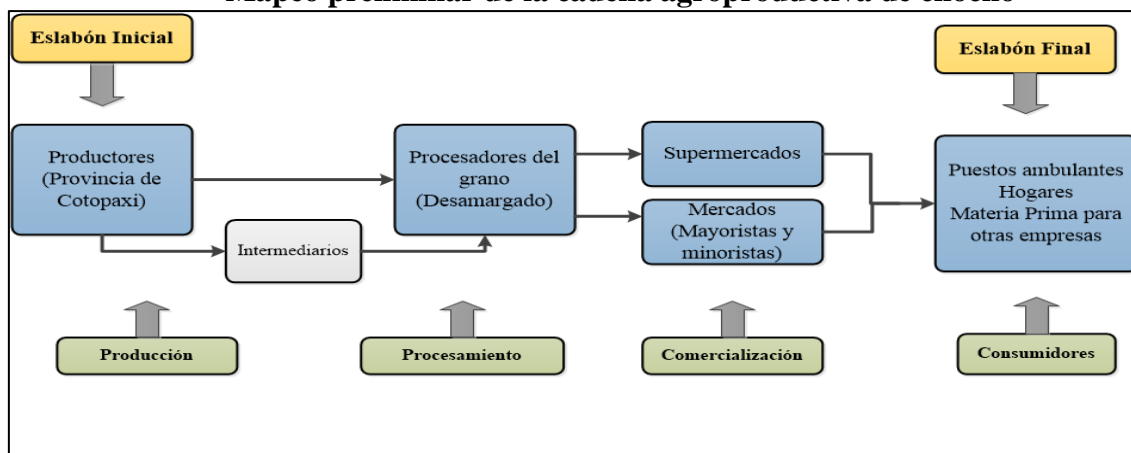 Mapeo preliminar de la cadena agroproductiva de chocho
Eslabón Inicial
Eslabón Final
Productores
(Provincia de
Cotopaxi)
Intermediarios
Procesadores del
grano
(Desamargado)
Supermercados
Mercados
(Mayoristas y
minoristas)
Puestos ambulantes
Hogares
Materia Prima para
otras empresas
Producción
Procesamiento
Comercialización
Consumidores